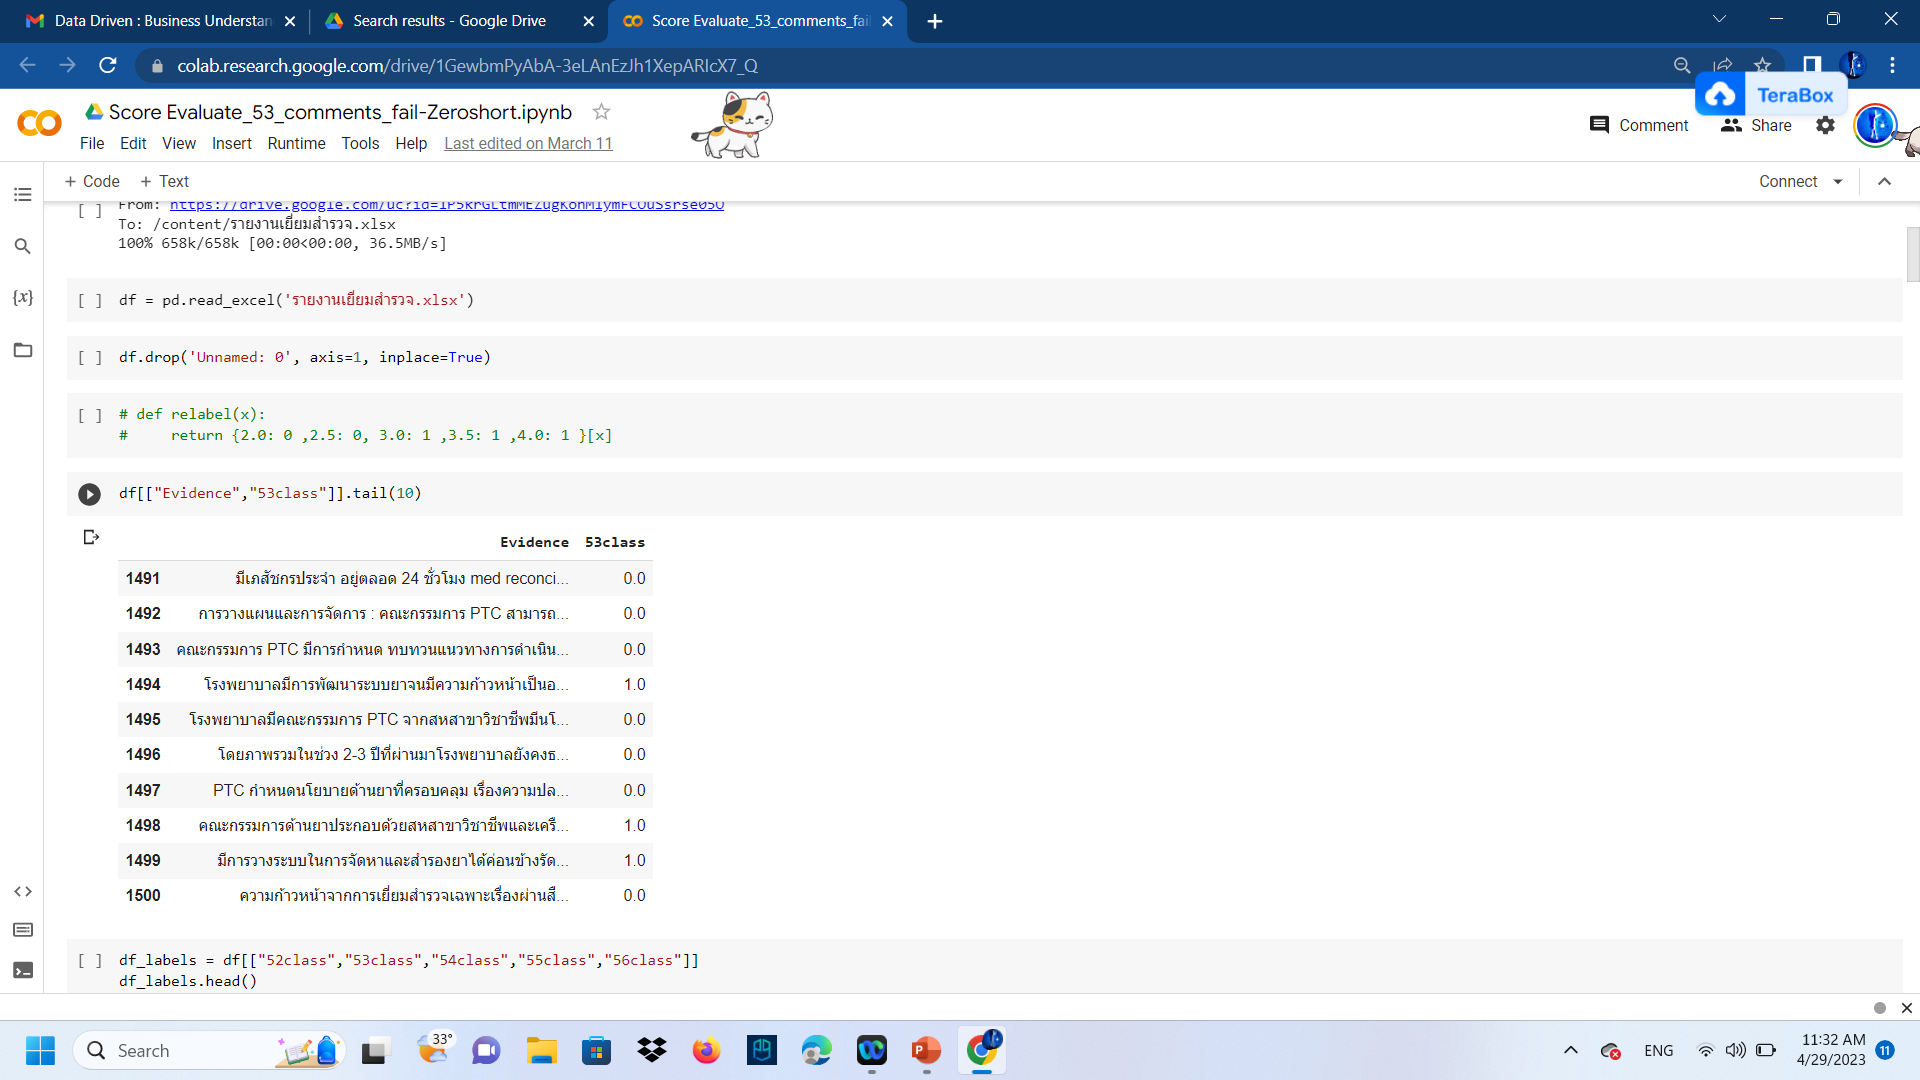 Data Driven : Business Understan
Search results - Google Drive
Score Evaluate_53_comments_fail
colab.research.google.com/drive/1GewbmPyAbA-3eLAnEzJh1XepARIcX7_Q
TeraBox
Score Evaluate_53_comments_fail-Zeroshort.ipynb
Comment
Share
File Edit View Insert Runtime Tools Help Last edited on March 11
+ Code + Text
Connect
[ ] From:
To: /content/รายงานเยี่ยมสำรวจ.xlsx
100% 658k/658k [00:00<00:00, 36.5MB/s]
{x}
[ ] df = pd.read_excel('รายงานเยี่ยมสำรวจ.xlsx')
[ ] df.drop('Unnamed: 0', axis=1, inplace=True)
[ ] # def relabel(x):
# return {2.0: 0 ,2.5: 0, 3.0: 1 ,3.5: 1 ,4.0: 1 }[x]
df[["Evidence","53class"]].tail(10)
Evidence 53class
1491 มีเภสัชกรประจำ อยู่ตลอด 24 ชั่วโมง med reconci... 0.0
1492 การวางแผนและการจัดการ : คณะกรรมการ PTC สามารถ... 0.0
1493 คณะกรรมการ PTC มีการกำหนด ทบทวนแนวทางการดำเนิน... 0.0
1494 โรงพยาบาลมีการพัฒนาระบบยาจนมีความก้าวหน้าเป็นอ... 1.0
1495 โรงพยาบาลมีคณะกรรมการ PTC จากสหสาขาวิชาชีพมีนโ... 0.0
1496 โดยภาพรวมในช่วง 2-3 ปีที่ผ่านมาโรงพยาบาลยังคงธ... 0.0
1497 PTC กำหนดนโยบายด้านยาที่ครอบคลุม เรื่องความปล... 0.0
1498 คณะกรรมการด้านยาประกอบด้วยสหสาขาวิชาชีพและเครื... 1.0
1499 มีการวางระบบในการจัดหาและสำรองยาได้ค่อนข้างรัด... 1.0
1500 ความก้าวหน้าจากการเยี่ยมสำรวจเฉพาะเรื่องผ่านสื... 0.0
[ ] df_labels = df[["52class","53class","54class","55class","56class"]]
df_labels.head()
Search
33°
ENG
11:32 AM
4/29/2023
11